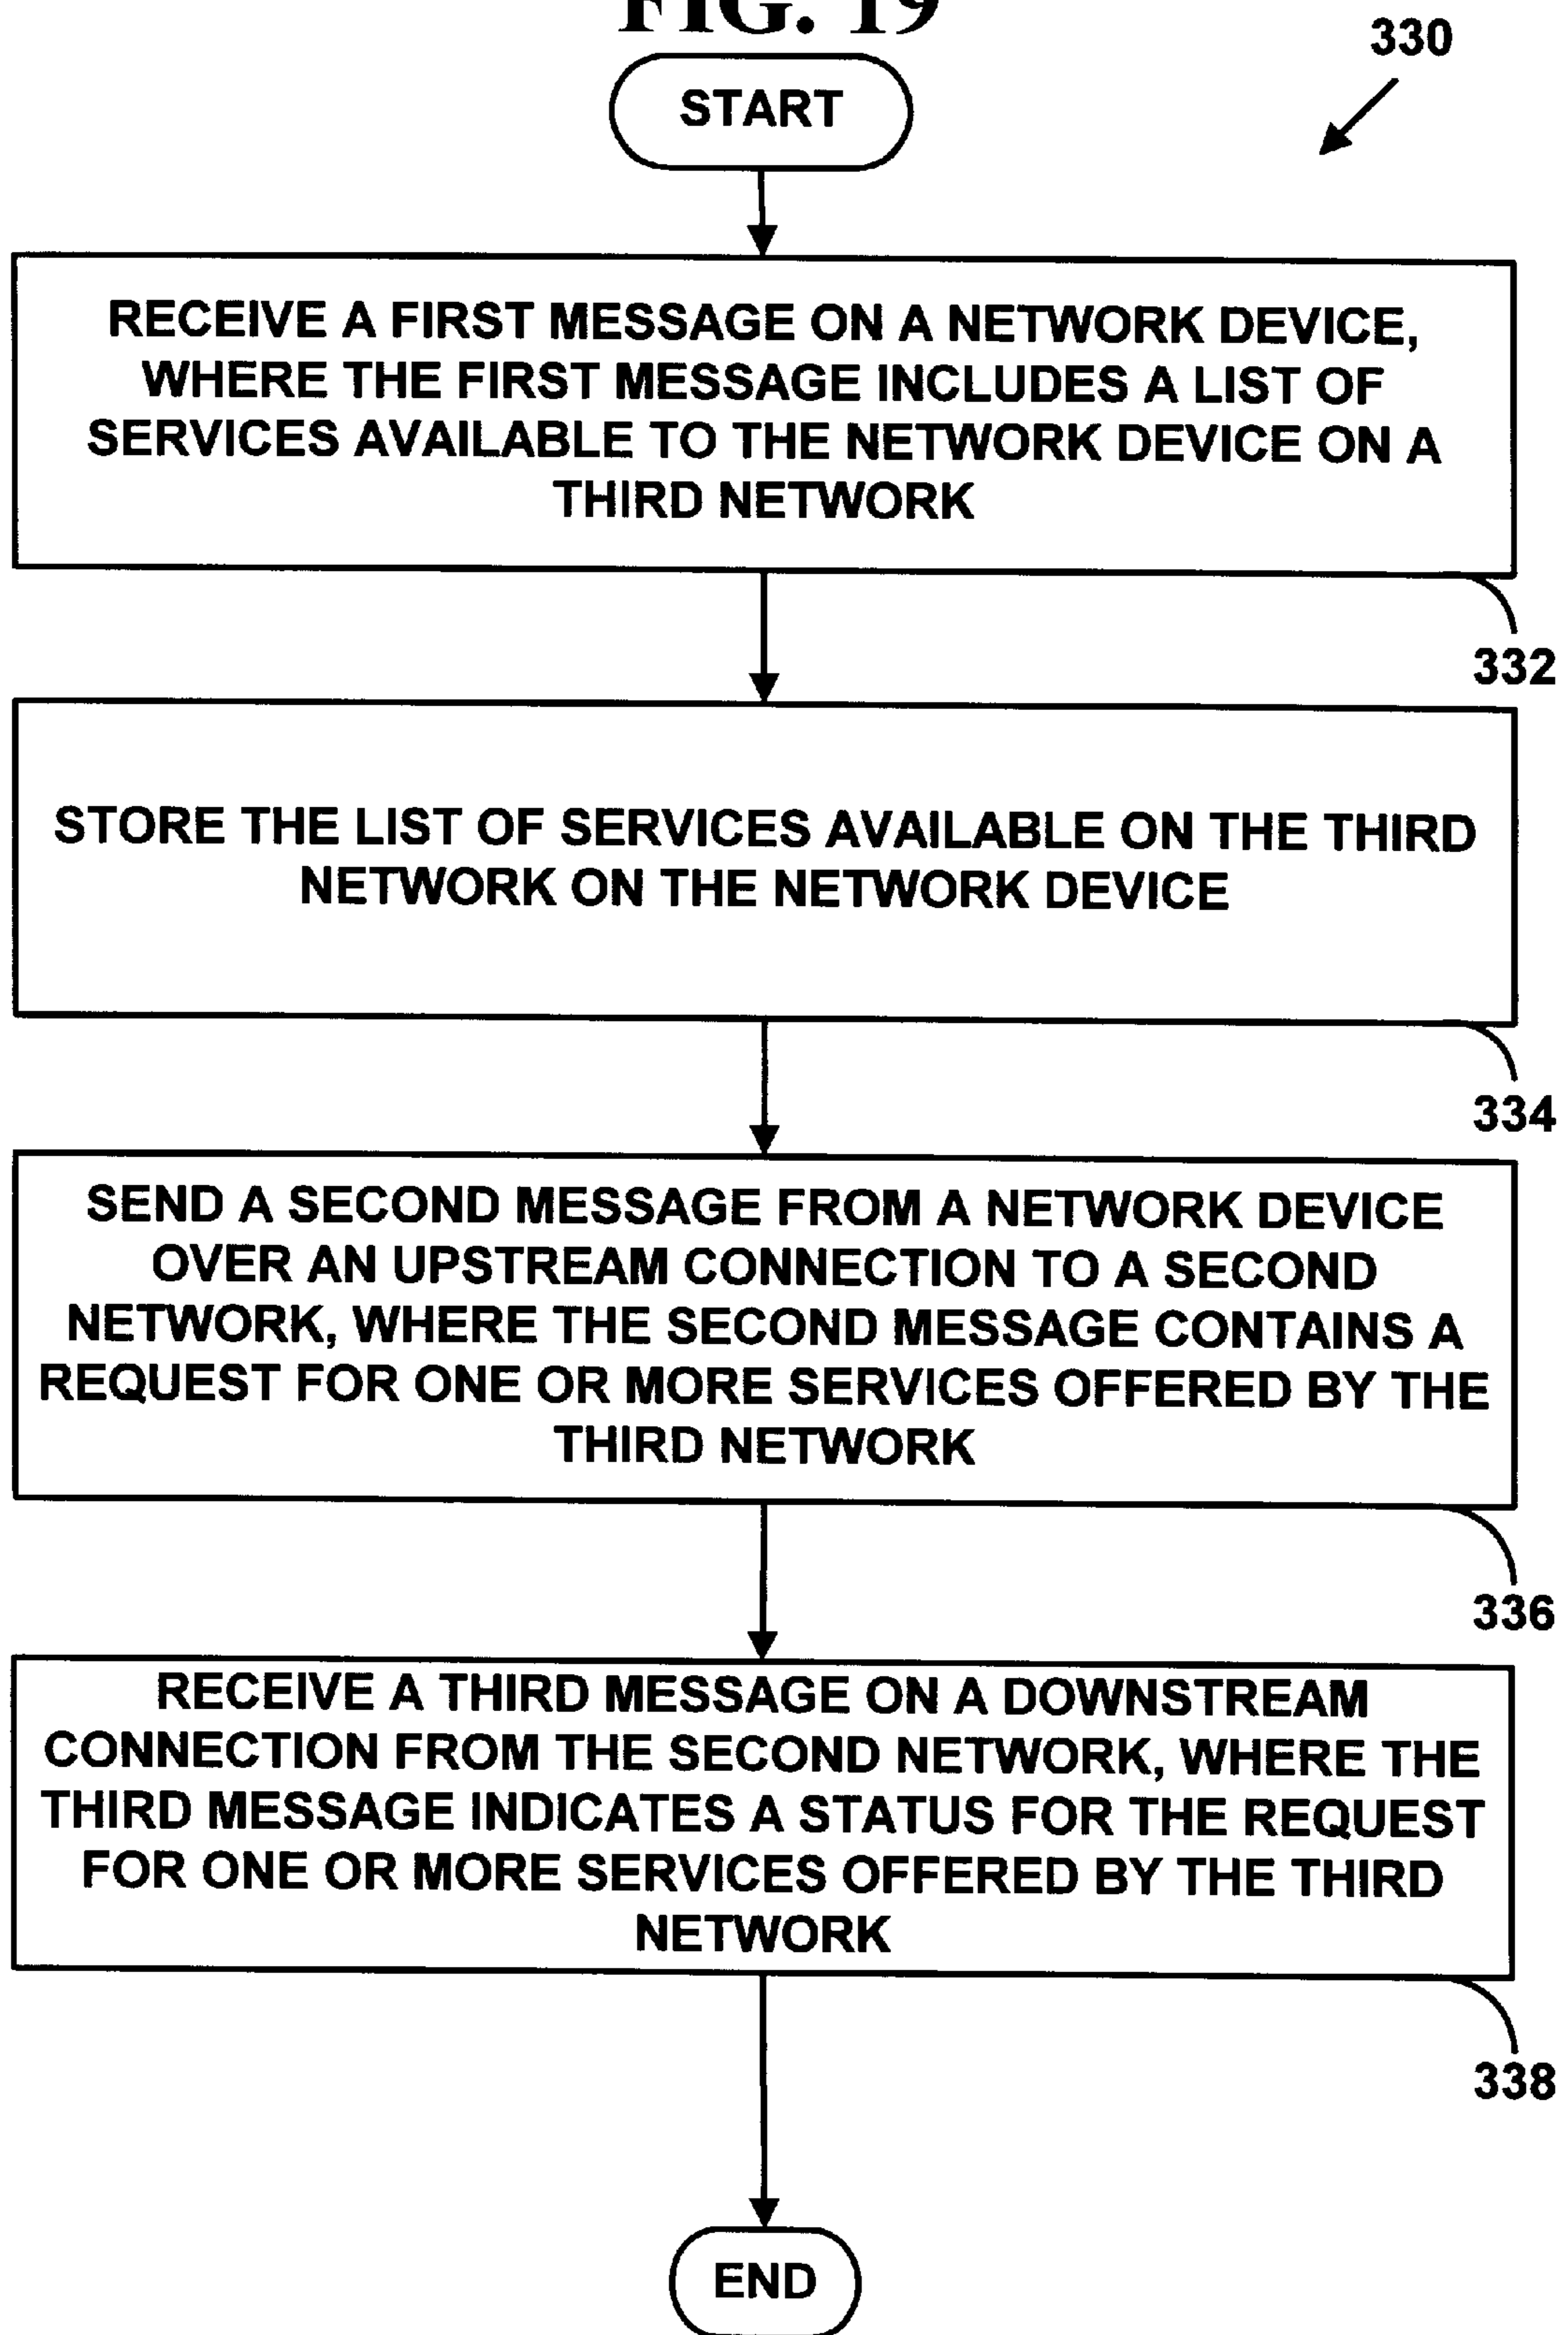 FIG. 19
330
START
RECEIVE A FIRST MESSAGE ON A NETWORK DEVICE,
WHERE THE FIRST MESSAGE INCLUDES A LIST OF
SERVICES AVAILABLE TO THE NETWORK DEVICE ON A
THIRD NETWORK
332
STORE THE LIST OF SERVICES AVAILABLE ON THE THIRD
NETWORK ON THE NETWORK DEVICE
334
SEND A SECOND MESSAGE FROM A NETWORK DEVICE
OVER AN UPSTREAM CONNECTION TO A SECOND
NETWORK, WHERE THE SECOND MESSAGE CONTAINS A
REQUEST FOR ONE OR MORE SERVICES OFFERED BY THE
THIRD NETWORK
336
RECEIVE A THIRD MESSAGE ON A DOWNSTREAM
CONNECTION FROM THE SECOND NETWORK, WHERE THE
THIRD MESSAGE INDICATES A STATUS FOR THE REQUEST
FOR ONE OR MORE SERVICES OFFERED BY THE THIRD
NETWORK
338
END